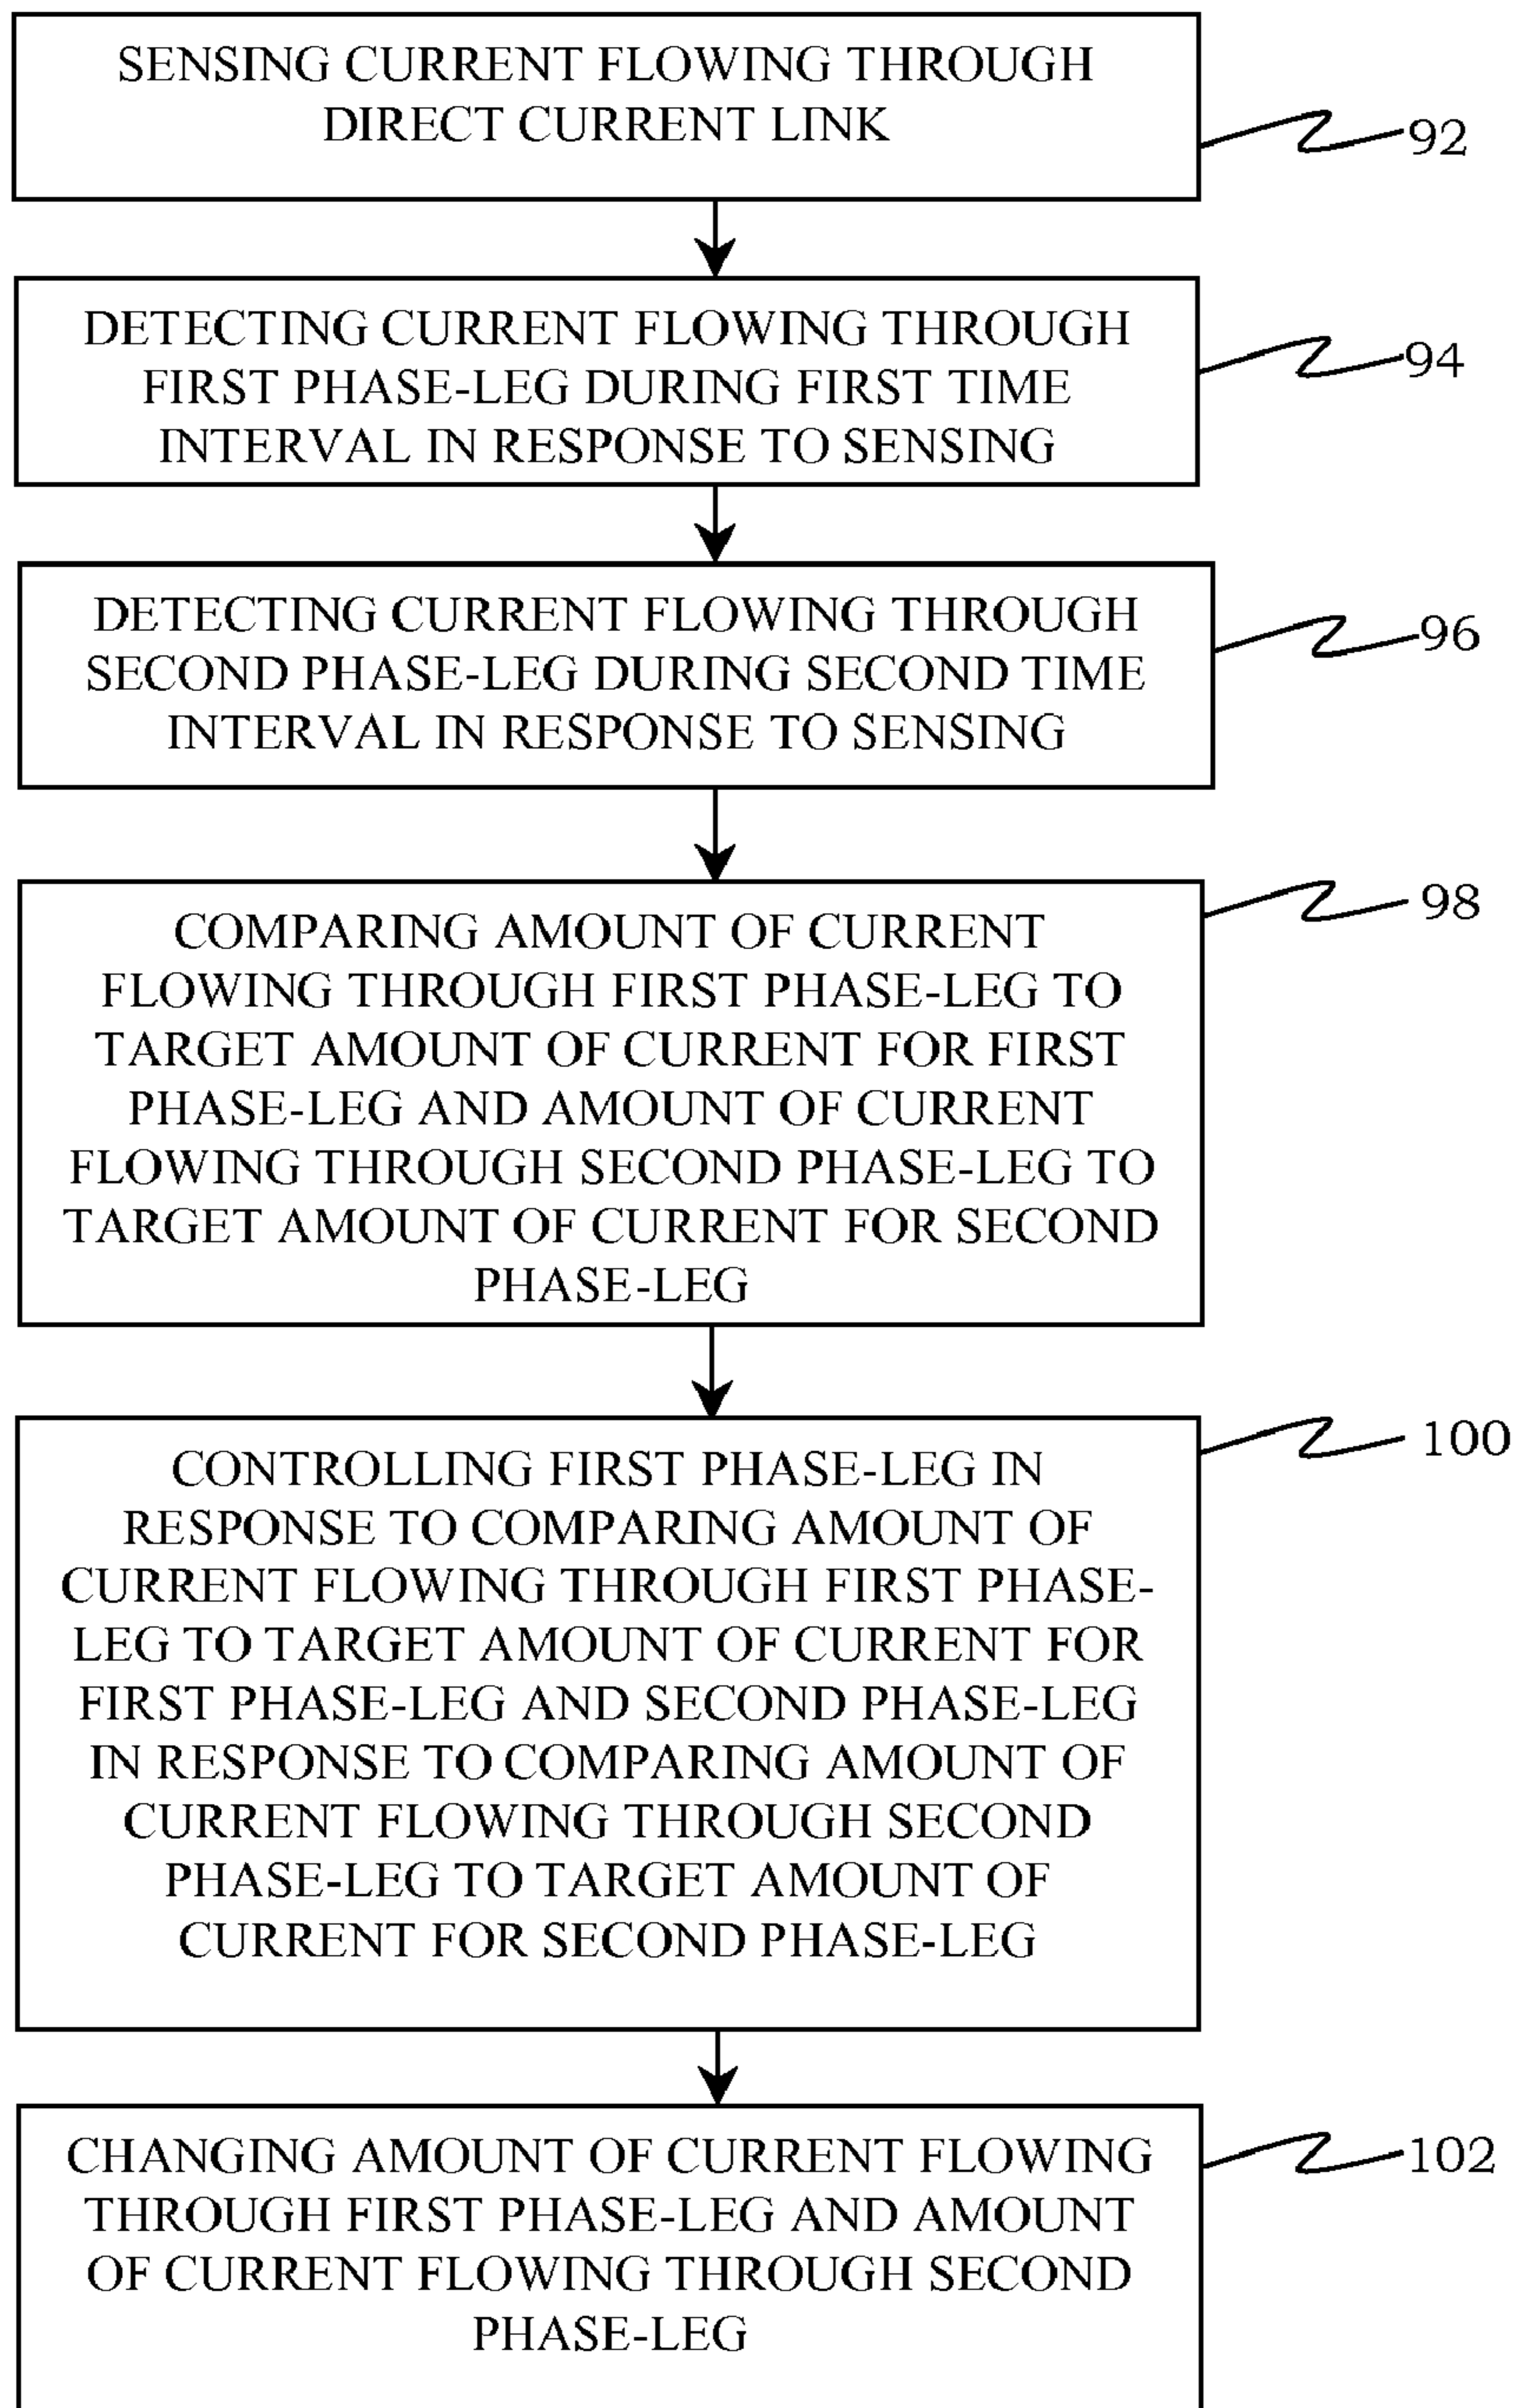 SENSING CURRENT FLOWING THROUGH
DIRECT CURRENT LINK
92
DETECTING CURRENT FLOWING THROUGH
FIRST PHASE-LEG DURING FIRST TIME
INTERVAL IN RESPONSE TO SENSING
94
DETECTING CURRENT FLOWING THROUGH
SECOND PHASE-LEG DURING SECOND TIME
INTERVAL IN RESPONSE TO SENSING
96
COMPARING AMOUNT OF CURRENT
FLOWING THROUGH FIRST PHASE-LEG TO
TARGET AMOUNT OF CURRENT FOR FIRST
PHASE-LEG AND AMOUNT OF CURRENT
FLOWING THROUGH SECOND PHASE-LEG TO
TARGET AMOUNT OF CURRENT FOR SECOND
PHASE-LEG
98
CONTROLLING FIRST PHASE-LEG IN
RESPONSE TO COMPARING AMOUNT OF
CURRENT FLOWING THROUGH FIRST PHASE-
LEG TO TARGET AMOUNT OF CURRENT FOR
FIRST PHASE-LEG AND SECOND PHASE-LEG
IN RESPONSE TO COMPARING AMOUNT OF
CURRENT FLOWING THROUGH SECOND
PHASE-LEG TO TARGET AMOUNT OF
CURRENT FOR SECOND PHASE-LEG
100
CHANGING AMOUNT OF CURRENT FLOWING
THROUGH FIRST PHASE-LEG AND AMOUNT
OF CURRENT FLOWING THROUGH SECOND
PHASE-LEG
102